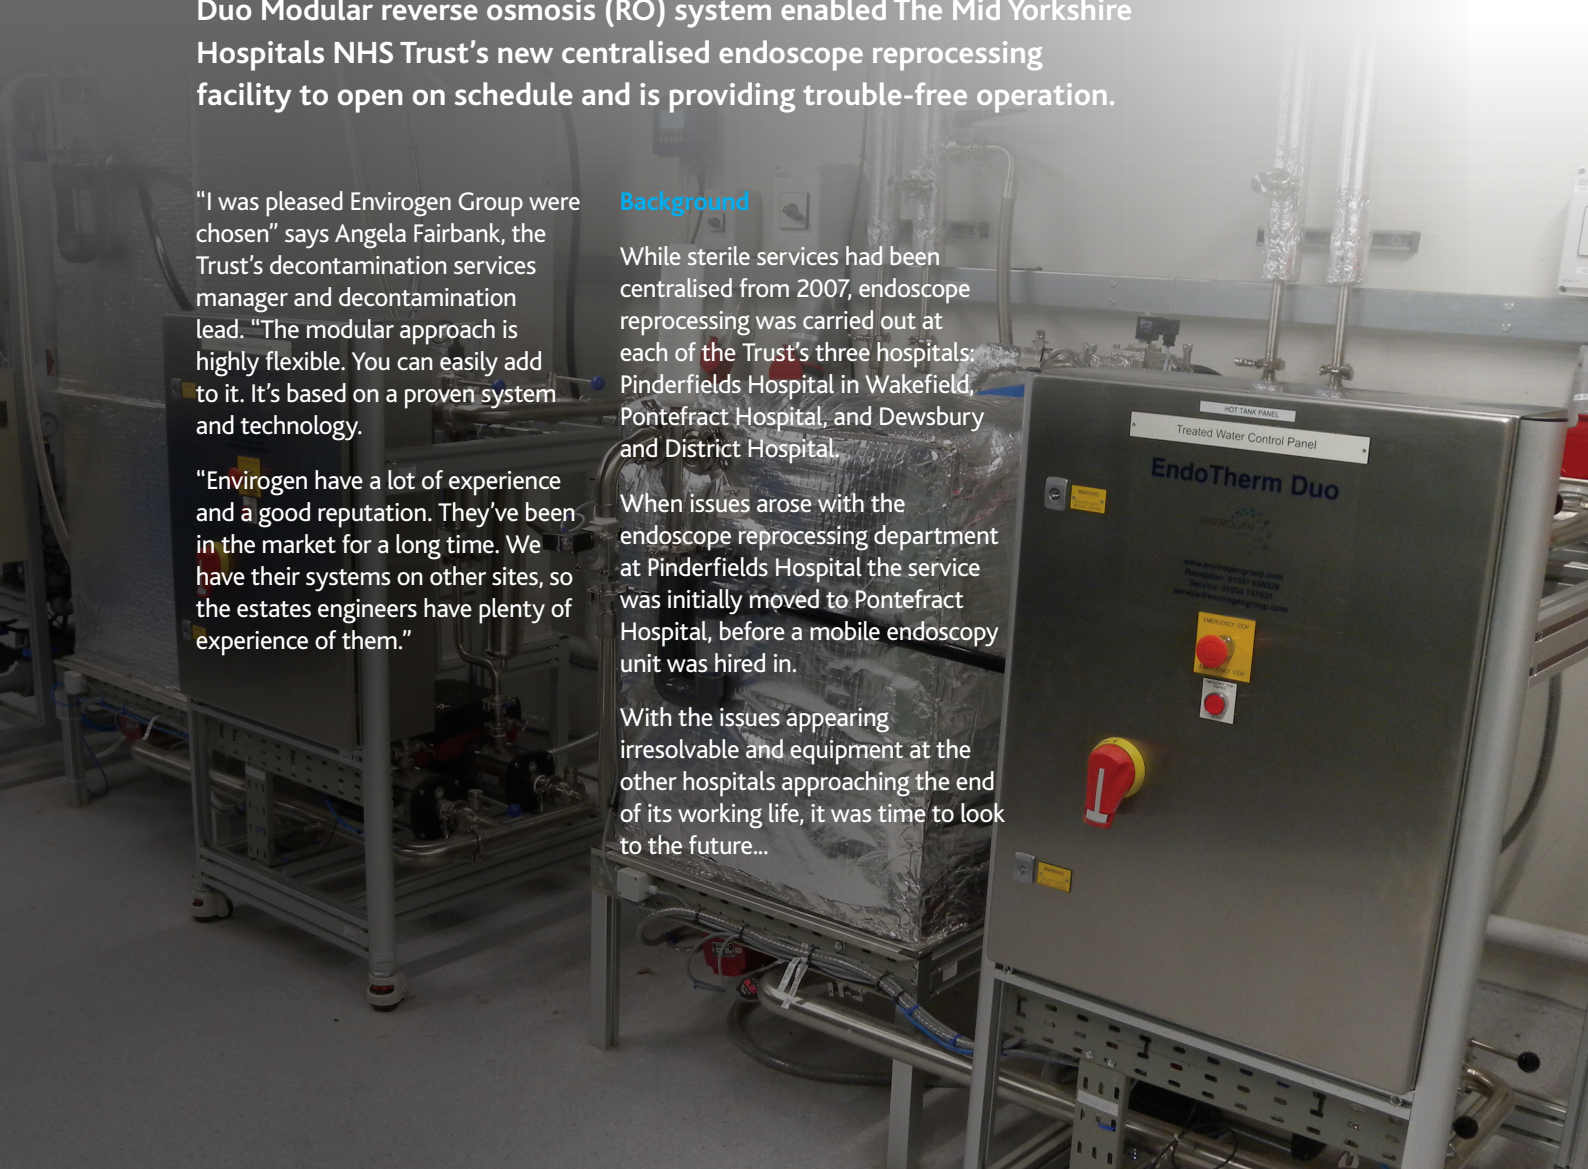 Duo Modular reverse osmosis (RO) system enabled The Mid Yorkshire
Hospitals NHS Trust’s new centralised endoscope reprocessing
facility to open on schedule and is providing trouble-free operation.
“I was pleased Envirogen Group were
chosen” says Angela Fairbank, the
Trust’s decontamination services
manager and decontamination
lead. “The modular approach is
highly flexible. You can easily add
to it. It’s based on a proven system
and technology.
“Envirogen have a lot of experience
and a good reputation. They’ve been
in the market for a long time. We
have their systems on other sites, so
the estates engineers have plenty of
experience of them.”
Background
While sterile services had been
centralised from 2007, endoscope
reprocessing was carried out at
each of the Trust’s three hospitals:
Pinderfields Hospital in Wakefield,
Pontefract Hospital, and Dewsbury
and District Hospital.
When issues arose with the
endoscope reprocessing department
at Pinderfields Hospital the service
was initially moved to Pontefract
Hospital, before a mobile endoscopy
unit was hired in.
With the issues appearing
irresolvable and equipment at the
other hospitals approaching the end
of its working life, it was time to look
to the future...
HOT TANK PANEL
Treated Water Control Panel
EndoTherm Duo
ENVIROGEN
www.envirogengroup.com
WARNING
EMERGENCY STOP
EMERGENCY STOP
WARNING